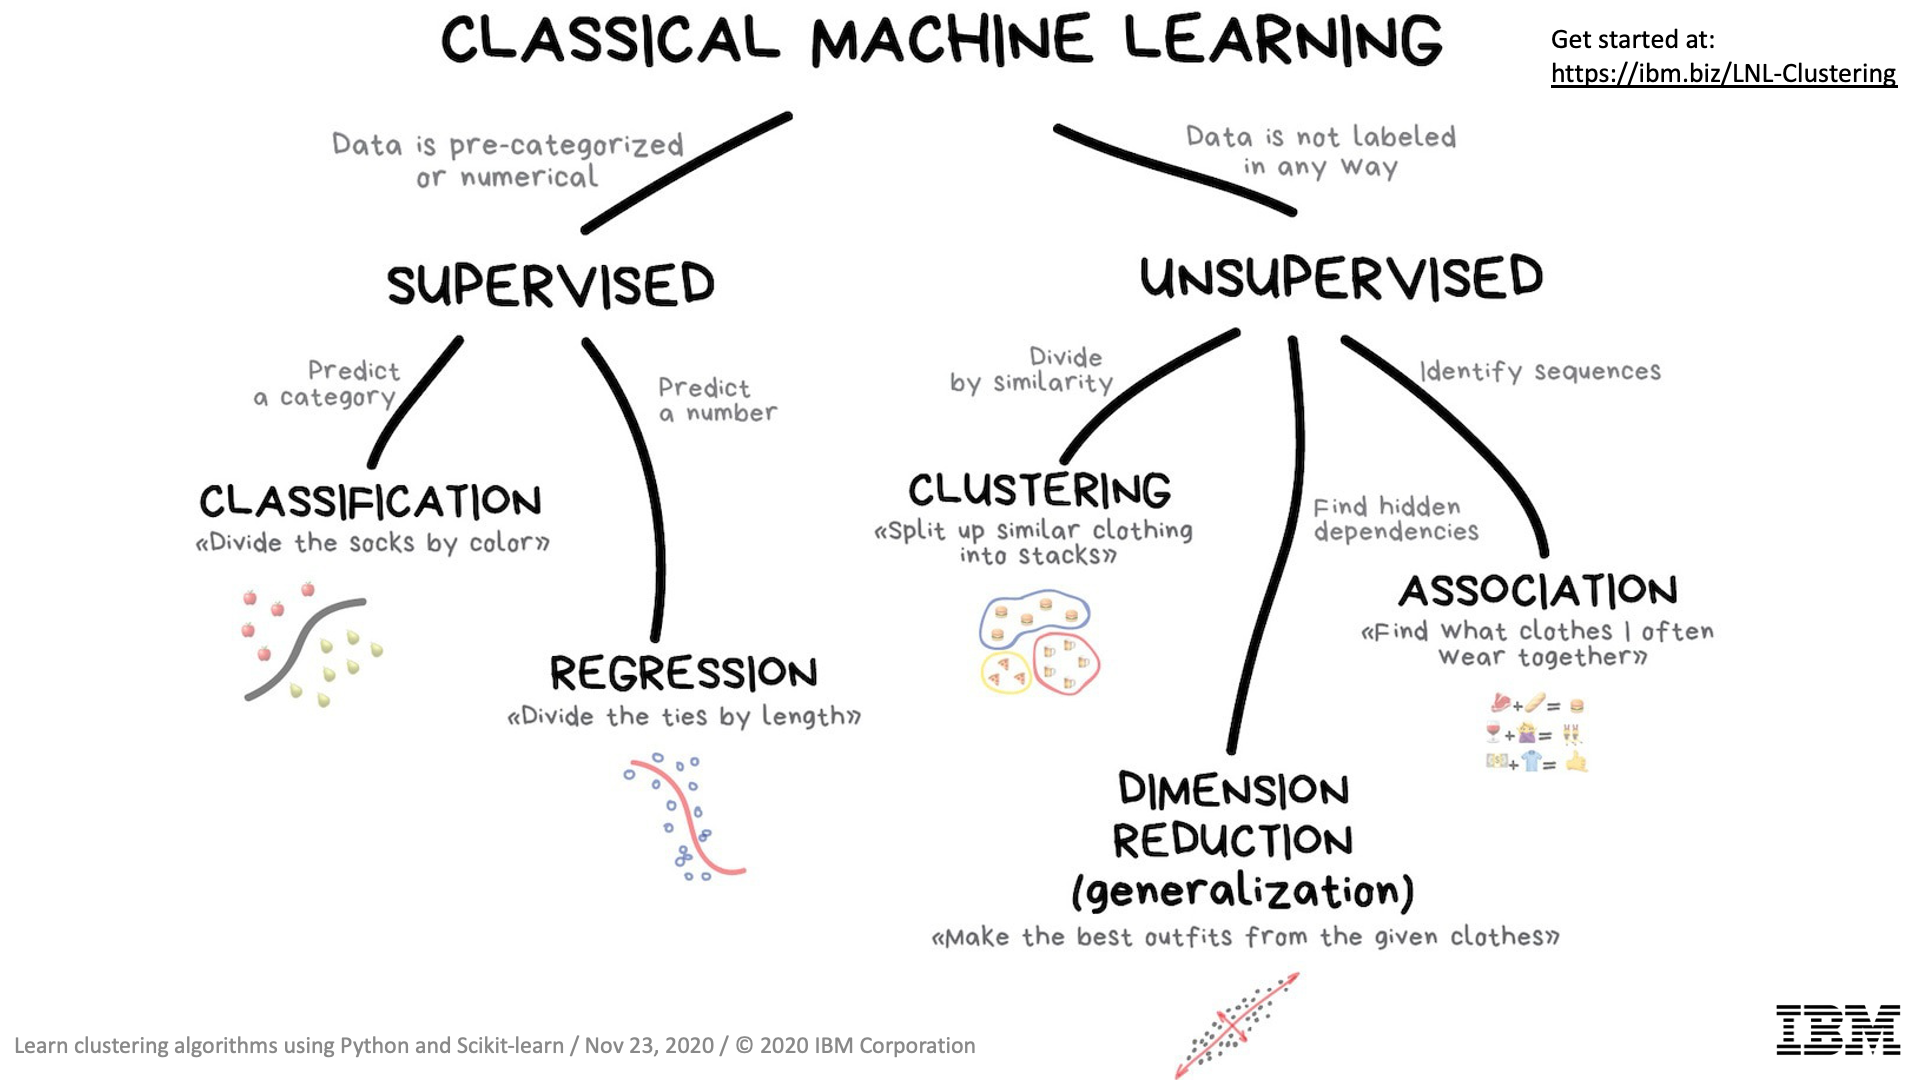 CLASSICAL MACHINE LEARNING
Get started at:
https://ibm.biz/LNL-Clustering
Data is pre-categorized
or numerical
Data is not labeled
in any way
SUPERVISED
UNSUPERVISED
Predict
a category
Predict
a number
Divide
by similarity
Identify sequences
CLASSIFICATION
«Divide the socks by color»
CLUSTERING
«Split up similar clothing
into stacks»
Find hidden
dependencies
ASSOCIATION
«Find what clothes I often
wear together»
REGRESSION
«Divide the ties by length»
+ =
+ =
+ =
DIMENSION
REDUCTION
(generalization)
«Make the best outfits from the given clothes»
Learn clustering algorithms using Python and Scikit-learn / Nov 23, 2020 / © 2020 IBM Corporation
IBM